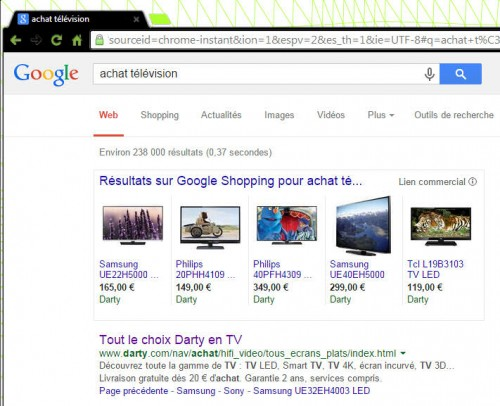 achat télévision
sourceid=chrome-instant&ion=1&espv=2&es_th=1&ie=UTF-8#q=achat+t%C3
Google
achat télévision
Web Shopping Actualités Images Vidéos Plus Outils de recherche
Environ 238 000 résultats (0,37 secondes)
Résultats sur Google Shopping pour achat té... Lien commercial
Samsung Philips Philips Samsung Tcl L19B3103
UE22H5000 ... 20PHH4109 ... 40PFH4309 ... UE40EH5000 TV LED
165,00 € 149,00 € 349,00 € 299,00 € 119,00 €
Darty Darty Darty Darty Darty
Tout le choix Darty en TV
www.darty.com/nav/achat/hifi_video/tous_ecrans_plats/index.html
Découvrez toute la gamme de TV : TV LED, Smart TV, TV 4K, écran incurvé, TV 3D...
Livraison gratuite dès 20 € d'achat. Garantie 2 ans, services compris.
Page précédente - Samsung - Sony - Samsung UE32EH4003 LED